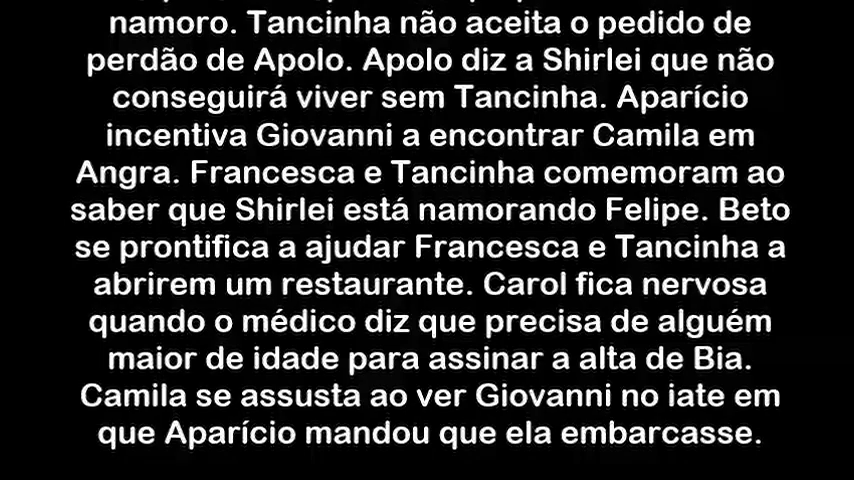 namoro. Tancinha não aceita o pedido de
perdão de Apolo. Apolo diz a Shirlei que não
conseguirá viver sem Tancinha. Aparício
incentiva Giovanni a encontrar Camila em
Angra. Francesca e Tancinha comemoram ao
saber que Shirlei está namorando Felipe. Beto
se prontifica a ajudar Francesca e Tancinha a
abrirem um restaurante. Carol fica nervosa
quando o médico diz que precisa de alguém
maior de idade para assinar a alta de Bia.
Camila se assusta ao ver Giovanni no iate em
que Aparício mandou que ela embarcasse.